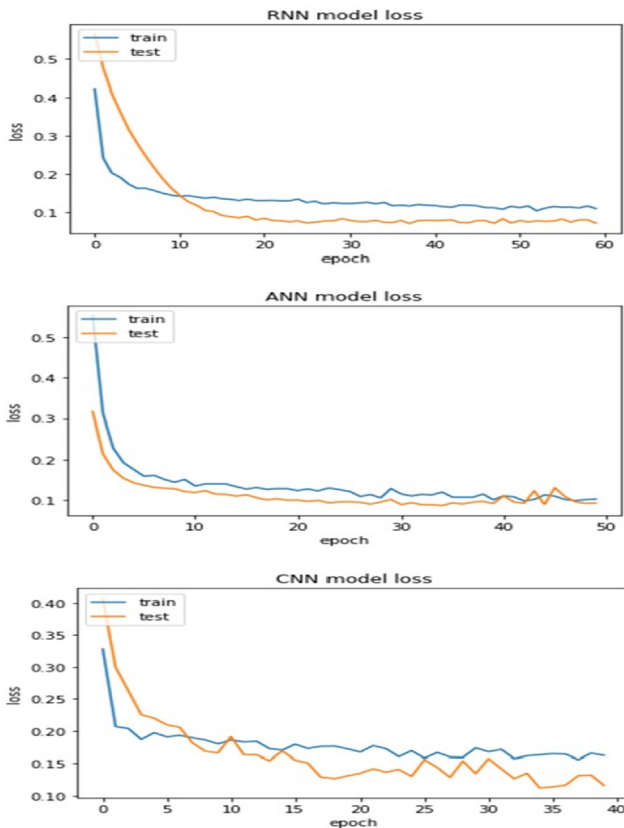 RNN model loss
train
test
0.5
0.4
0.3
0.2
0.1
loss
0 10 20 30 40 50 60
epoch
ANN model loss
train
test
0.5
0.4
0.3
0.2
0.1
loss
0 10 20 30 40 50
epoch
CNN model loss
train
test
0.40
0.35
0.30
0.25
0.20
0.15
0.10
loss
0 5 10 15 20 25 30 35 40
epoch